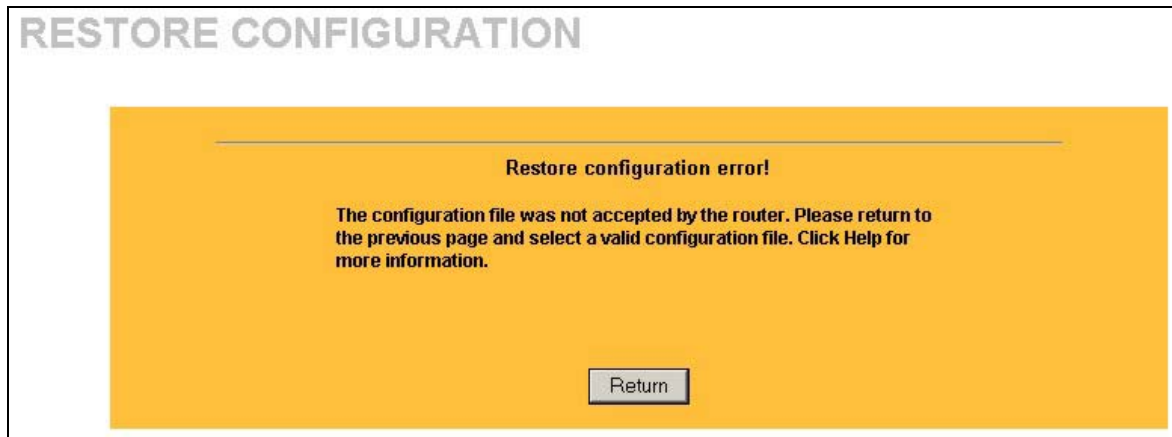 RESTORE CONFIGURATION
Restore configuration error!
The configuration file was not accepted by the router. Please return to
the previous page and select a valid configuration file. Click Help for
more information.
Return